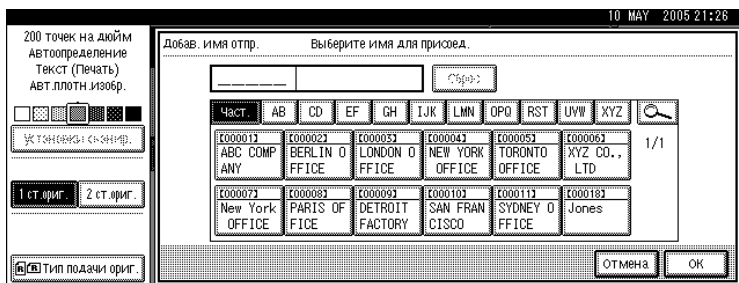 10 MAY 2005 21:26
200 точек на дюйм
Автоопределение
Текст (Печать)
Авт.плотн.изобр.
Установки сканир.
1 ст.ориг. 2 ст.ориг.
Тип подачи ориг.
Добав. имя отпр. Выберите имя для присоед.
Сброс
Част. AB CD EF GH IJK LMN OPQ RST UVW XYZ
[00001] [00002] [00003] [00004] [00005] [00006]
ABC COMP BERLIN O LONDON O NEW YORK TORONTO XYZ CO.,
ANY FFICE FFICE OFFICE OFFICE LTD
1/1
[00007] [00008] [00009] [00010] [00011] [00018]
New York PARIS OF DETROIT SAN FRAN SYDNEY O Jones
OFFICE FICE FACTORY CISCO FFICE
Отмена ОК